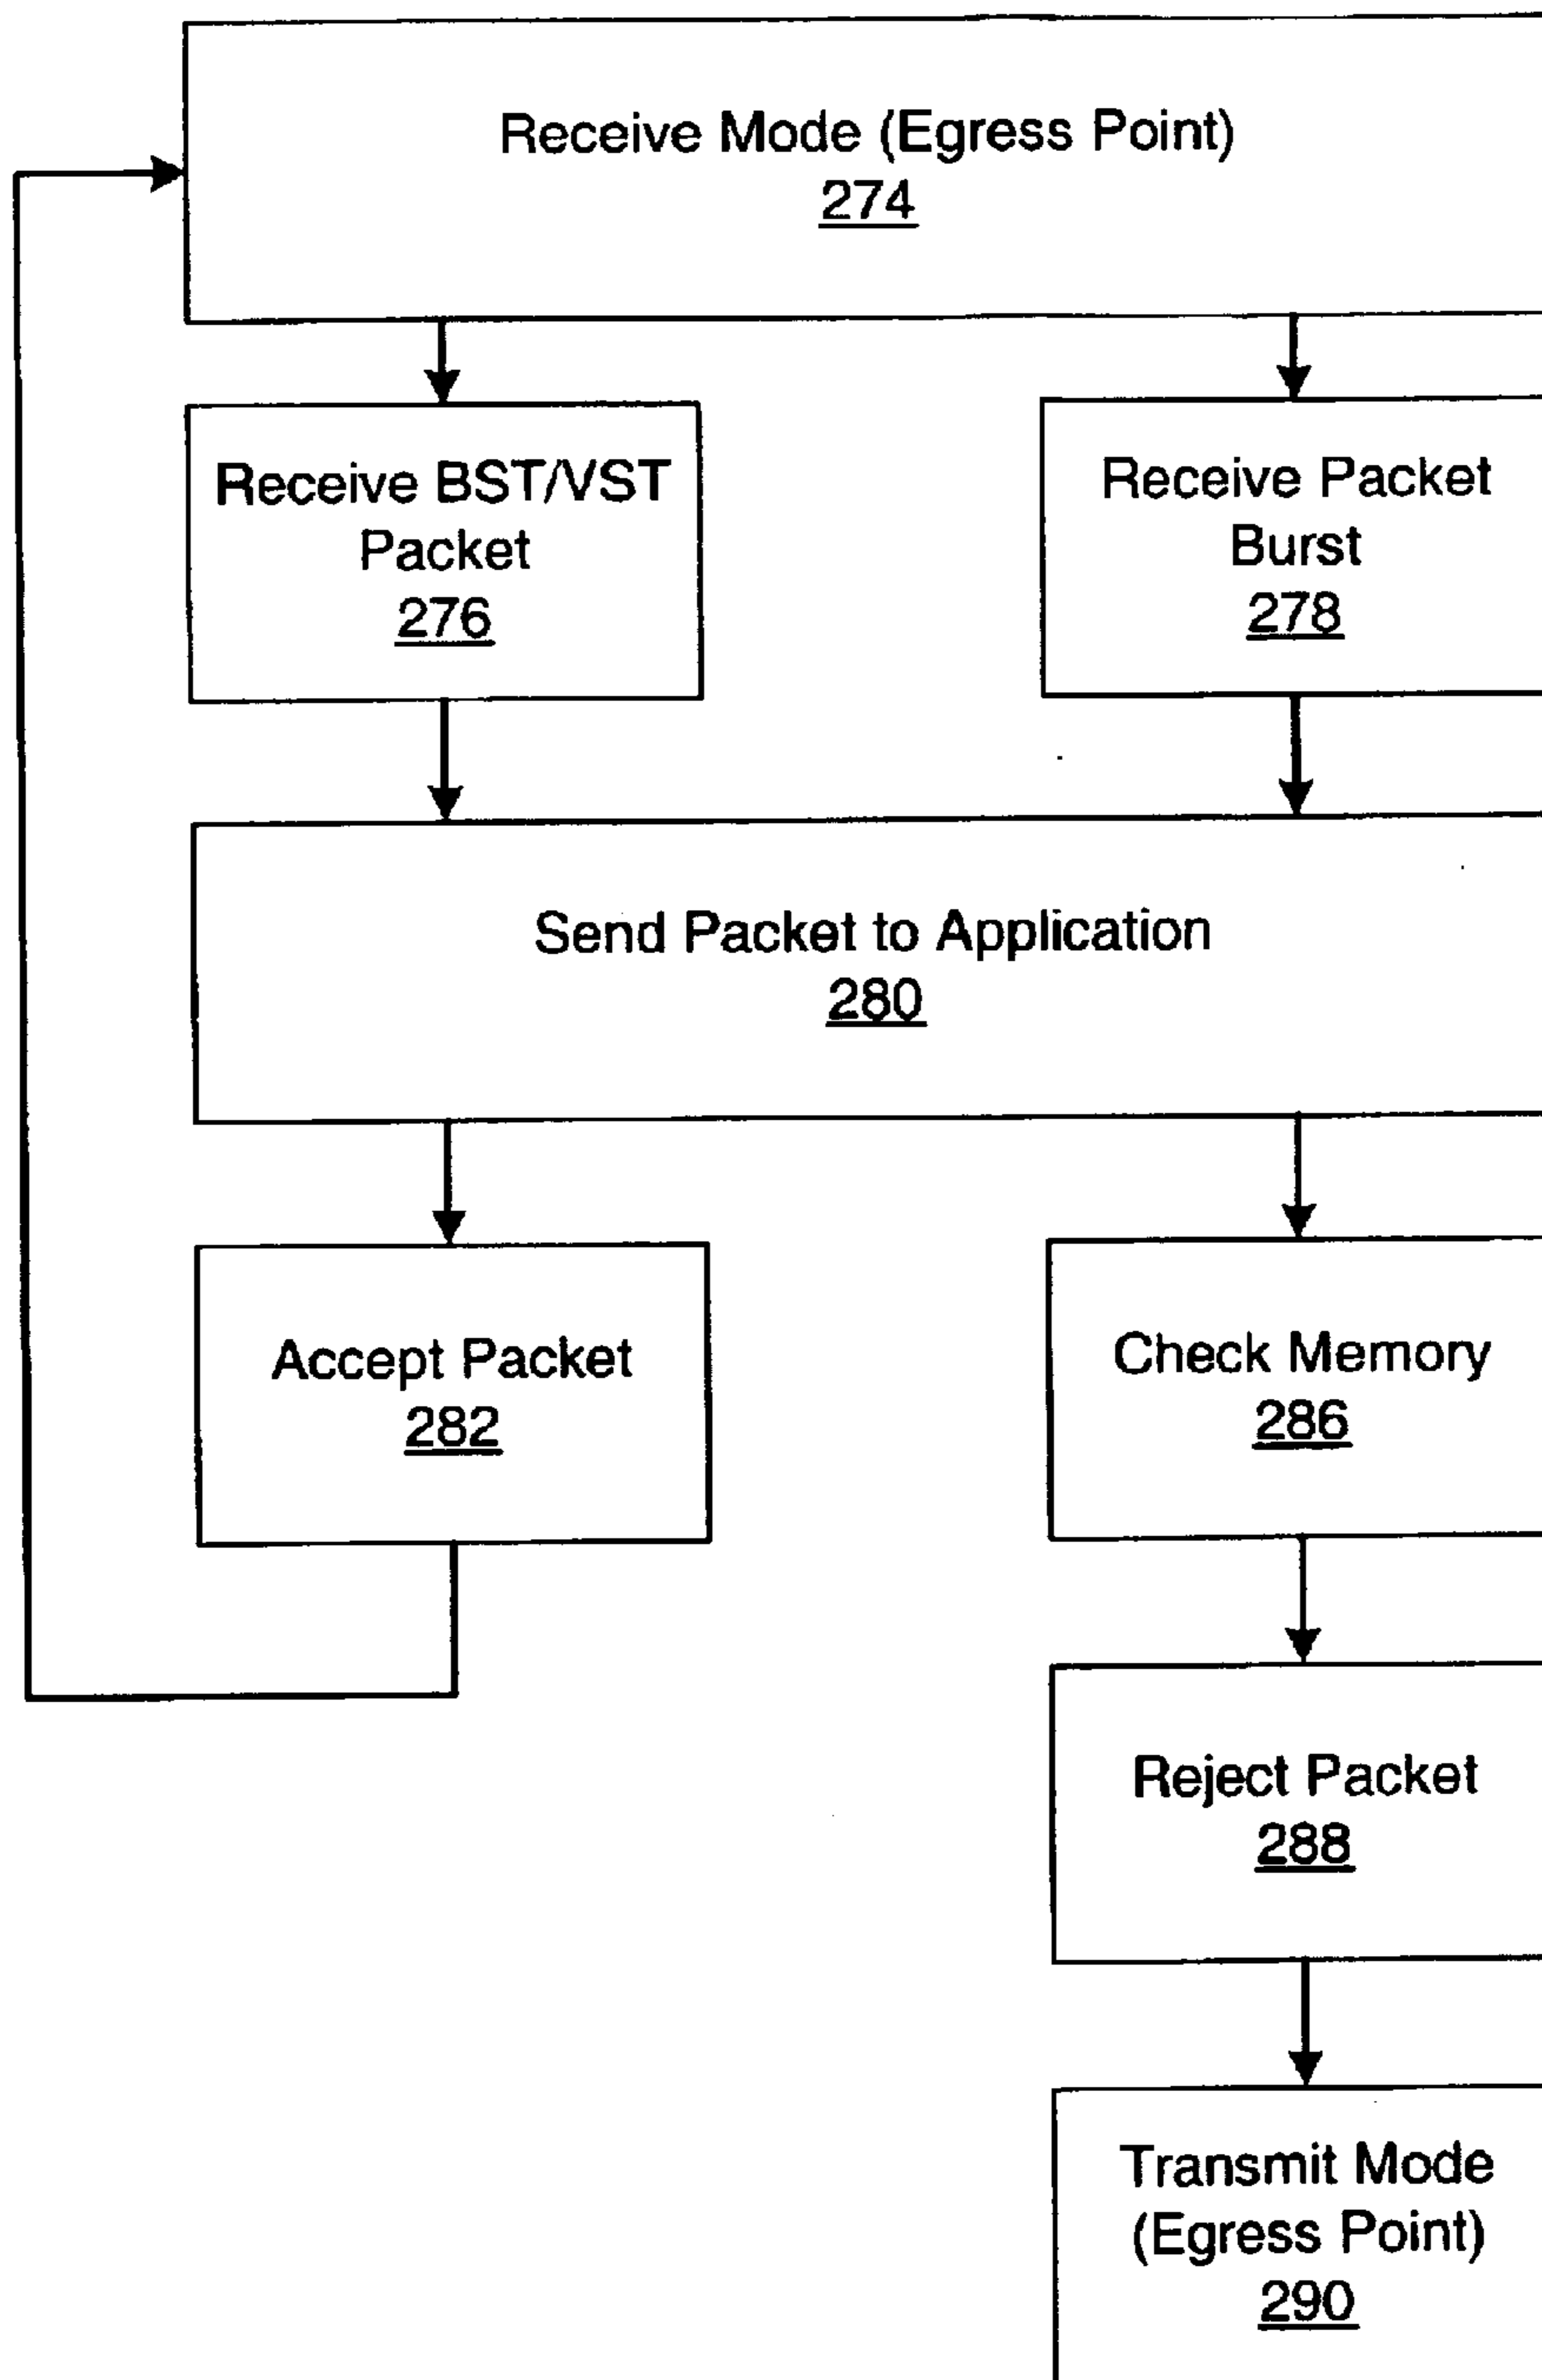 Receive Mode (Egress Point)
274
Receive BST/VST
Packet
276
Receive Packet
Burst
278
Send Packet to Application
280
Accept Packet
282
Check Memory
286
Reject Packet
288
Transmit Mode
(Egress Point)
290